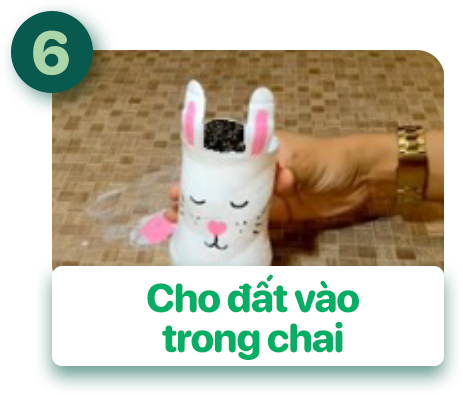 6
Cho đất vào
trong chai